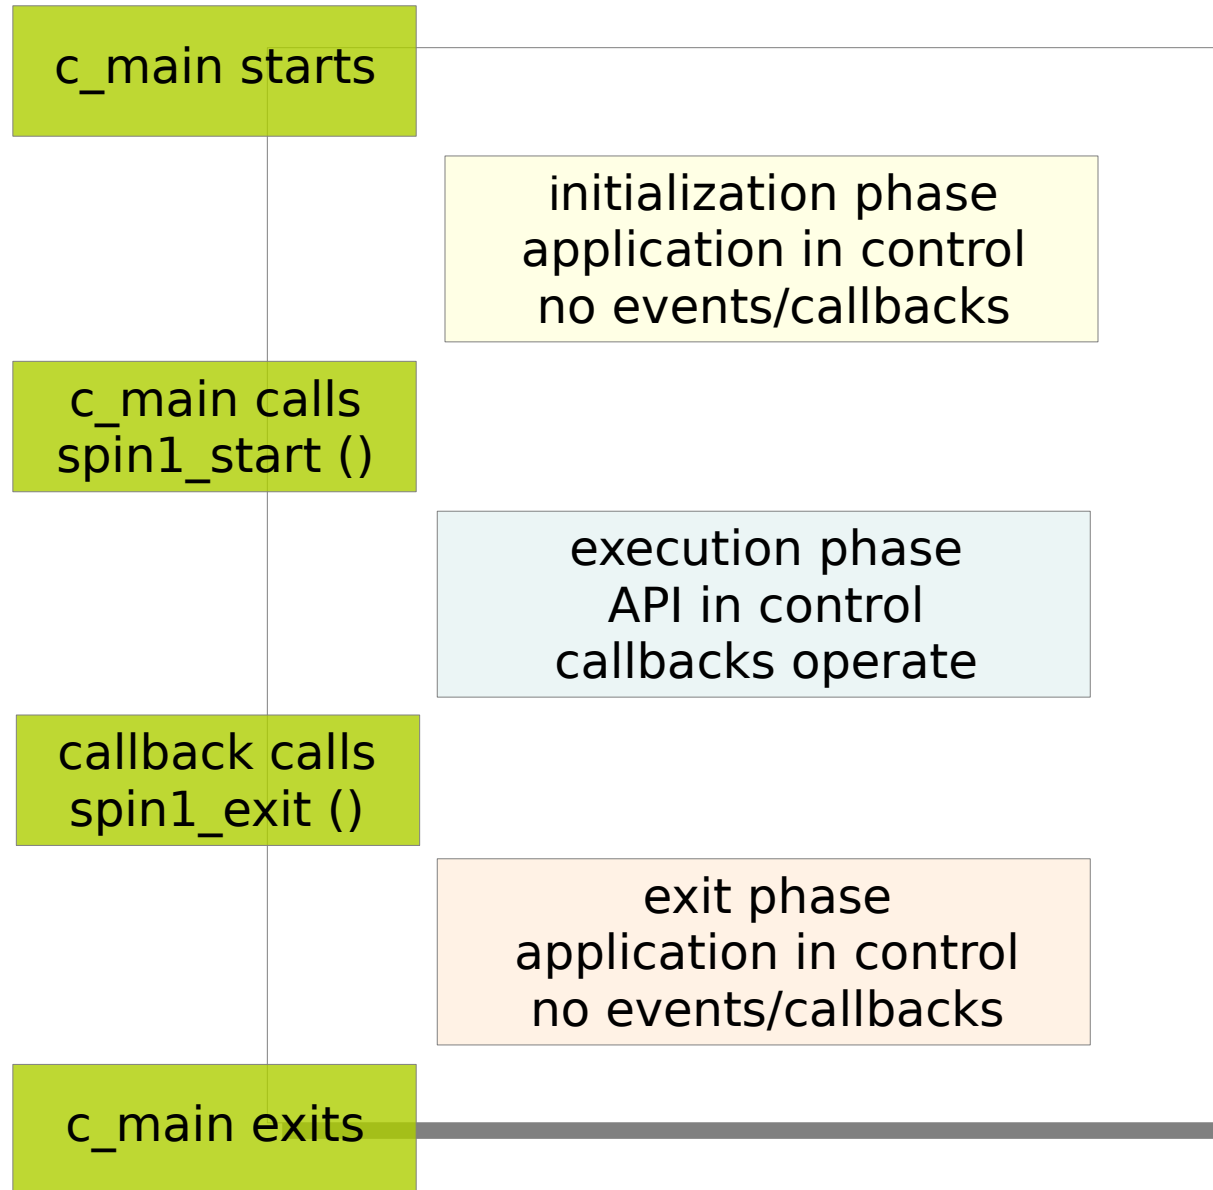 c_main starts
initialization phase
application in control
no events/callbacks
c_main calls
spin1_start ()
execution phase
API in control
callbacks operate
callback calls
spin1_exit ()
exit phase
application in control
no events/callbacks
c_main exits